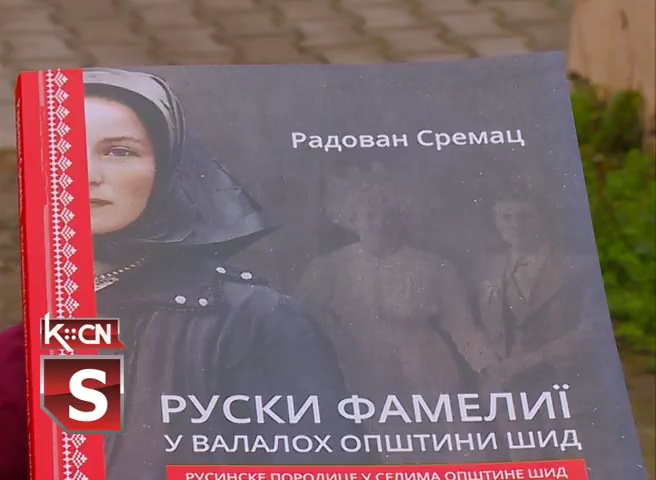 Радован Сремац
РУСКИ ФАМЕЛИЇ
У ВАЛАЛОХ ОПШТИНИ ШИД
РУСИНСКЕ ПОРОДИЦЕ У СЕЛИМА ОПШТИНЕ ШИД
K::CN
S